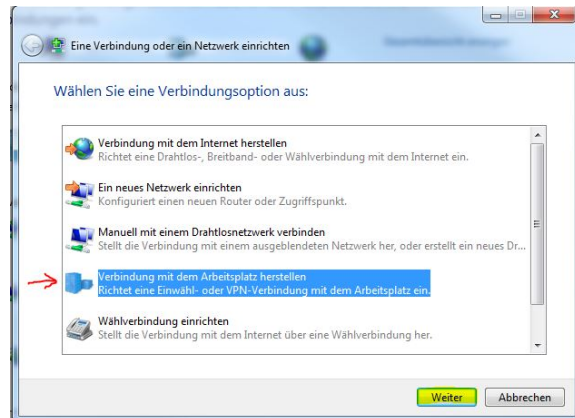 Eine Verbindung oder ein Netzwerk einrichten
Wählen Sie eine Verbindungsoption aus:
Verbindung mit dem Internet herstellen
Richtet eine Drahtlos-, Breitband- oder Wählverbindung mit dem Internet ein.
Ein neues Netzwerk einrichten
Konfiguriert einen neuen Router oder Zugriffspunkt.
Manuell mit einem Drahtlosnetzwerk verbinden
Stellt die Verbindung mit einem ausgeblendeten Netzwerk her, oder erstellt ein neues Dr...
Verbindung mit dem Arbeitsplatz herstellen
Richtet eine Einwähl- oder VPN-Verbindung mit dem Arbeitsplatz ein.
Wählverbindung einrichten
Stellt die Verbindung mit dem Internet über eine Wählverbindung her.
Weiter Abbrechen